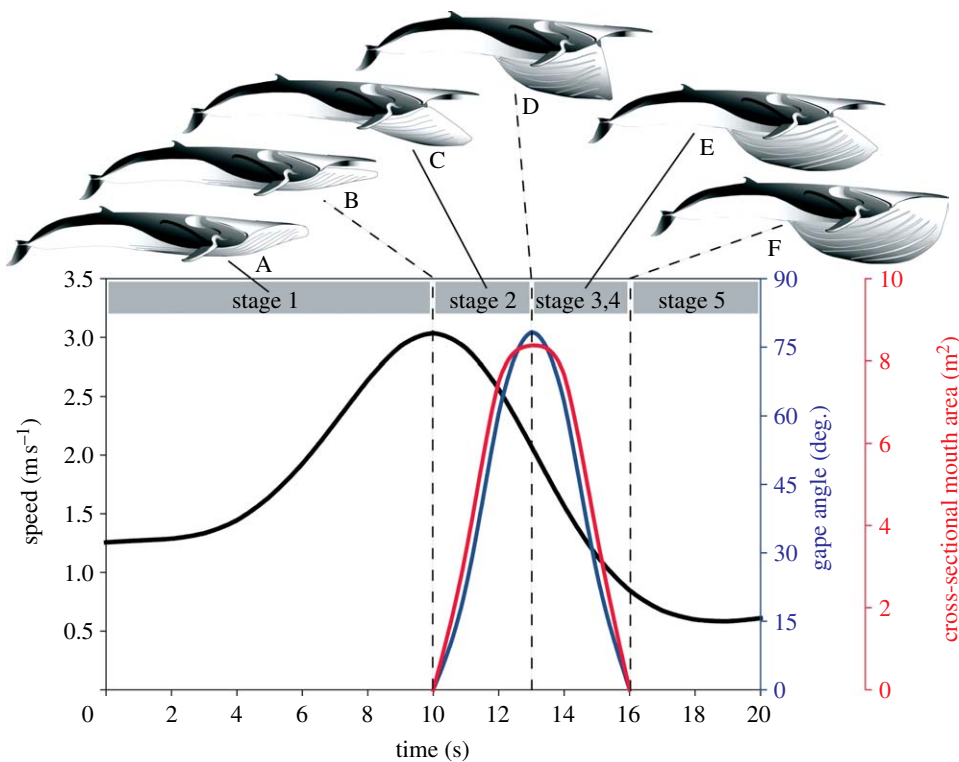 D
C
E
B
F
A
3.5
3.0
2.5
2.0
1.5
1.0
0.5
speed (m s⁻¹)
stage 1
stage 2
stage 3,4
stage 5
90
75
60
45
30
15
0
gape angle (deg.)
10
8
6
4
2
0
cross-sectional mouth area (m²)
0 2 4 6 8 10 12 14 16 18 20
time (s)